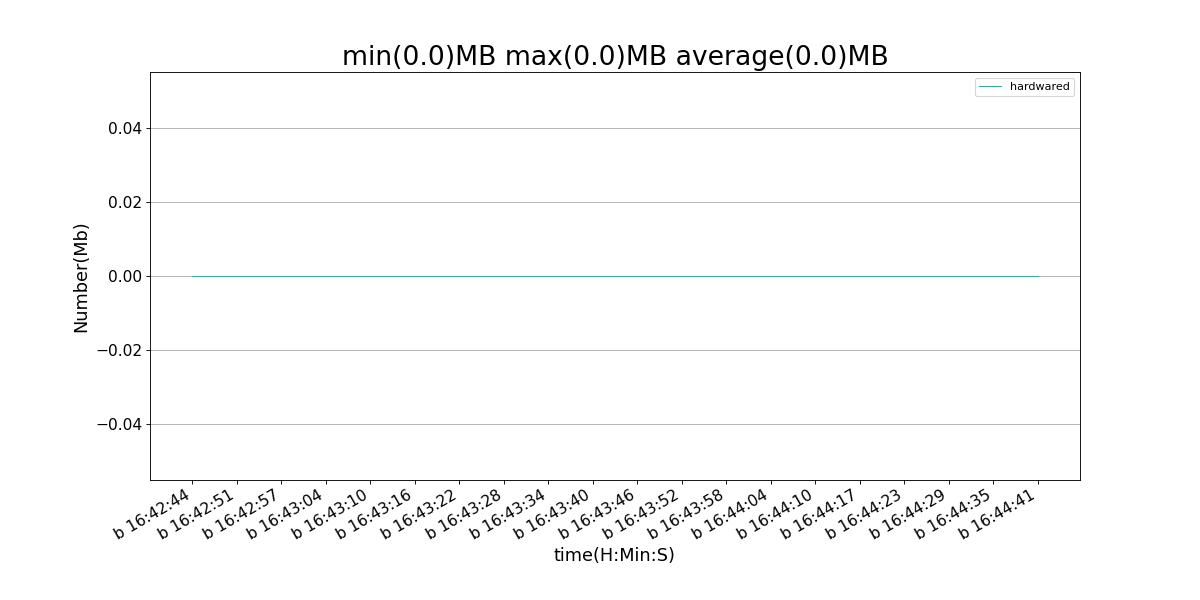 min(0.0)MB max(0.0)MB average(0.0)MB
hardwared
Number(Mb)
0.04
0.02
0.00
−0.02
−0.04
b 16:42:44
b 16:42:51
b 16:42:57
b 16:43:04
b 16:43:10
b 16:43:16
b 16:43:22
b 16:43:28
b 16:43:34
b 16:43:40
b 16:43:46
b 16:43:52
b 16:43:58
b 16:44:04
b 16:44:10
b 16:44:17
b 16:44:23
b 16:44:29
b 16:44:35
b 16:44:41
time(H:Min:S)